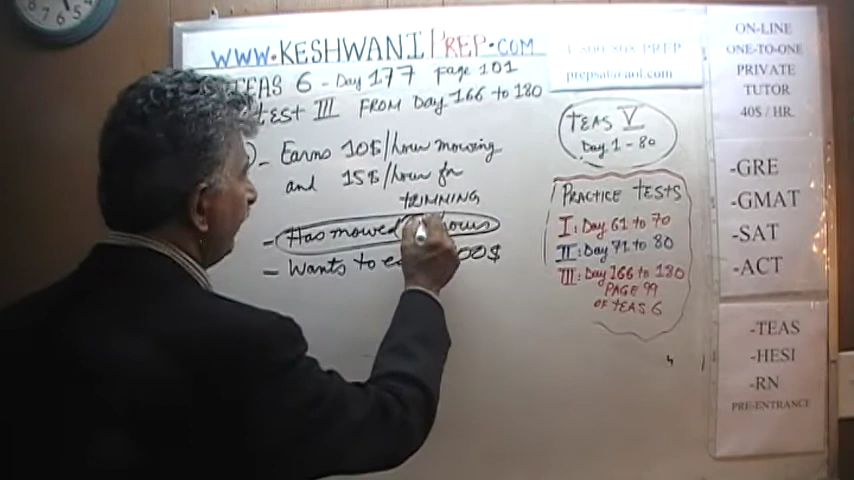 WWW.KESHWANIPREP.COM
TEAS 6 - Day 177 Page 101
test III FROM Day 166 to 180
- Earns 10$/hour mowing
and 15$/hour for
TRIMMING
- Has mowed hours
- Wants to 00$
prepsat@aol.com
TEAS V
Day 1 - 80
PRACTICE TESTS
I: Day 61 to 70
II: Day 71 to 80
III: Day 166 to 180
PAGE 99
OF TEAS 6
ON-LINE
ONE-TO-ONE
PRIVATE
TUTOR
40$ / HR.
-GRE
-GMAT
-SAT
-ACT
-TEAS
-HESI
-RN
PRE-ENTRANCE
8 7 6 5